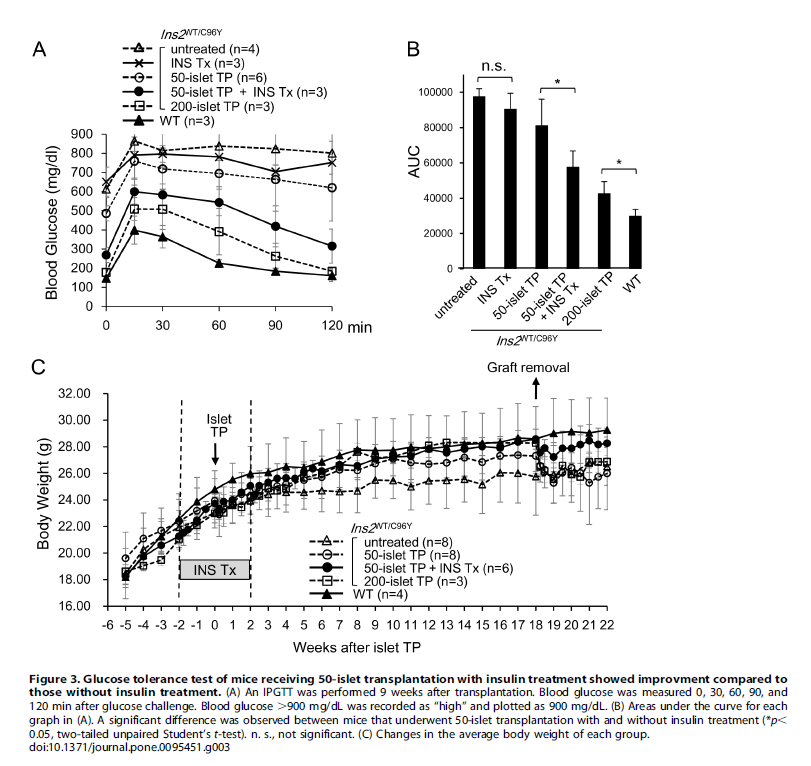 A
Ins2WT/C96Y
untreated (n=4)
INS Tx (n=3)
50-islet TP (n=6)
50-islet TP + INS Tx (n=3)
200-islet TP (n=3)
WT (n=3)
Blood Glucose (mg/dl)
900
800
700
600
500
400
300
200
100
0
0 30 60 90 120 min
B
n.s.
*
*
AUC
100000
80000
60000
40000
20000
0
untreated
INS Tx
50-islet TP
50-islet TP
+ INS Tx
200-islet TP
WT
Ins2WT/C96Y
C
Graft removal
Islet
TP
Body Weight (g)
32.00
30.00
28.00
26.00
24.00
22.00
20.00
18.00
16.00
INS Tx
Ins2WT/C96Y
untreated (n=8)
50-islet TP (n=8)
50-islet TP + INS Tx (n=6)
200-islet TP (n=3)
WT (n=4)
-6 -5 -4 -3 -2 -1 0 1 2 3 4 5 6 7 8 9 10 11 12 13 14 15 16 17 18 19 20 21 22
Weeks after islet TP
Figure 3. Glucose tolerance test of mice receiving 50-islet transplantation with insulin treatment showed improvment compared to
those without insulin treatment. (A) An IPGTT was performed 9 weeks after transplantation. Blood glucose was measured 0, 30, 60, 90, and
120 min after glucose challenge. Blood glucose >900 mg/dL was recorded as "high" and plotted as 900 mg/dL. (B) Areas under the curve for each
graph in (A). A significant difference was observed between mice that underwent 50-islet transplantation with and without insulin treatment (*p<
0.05, two-tailed unpaired Student's t-test). n. s., not significant. (C) Changes in the average body weight of each group.
doi:10.1371/journal.pone.0095451.g003